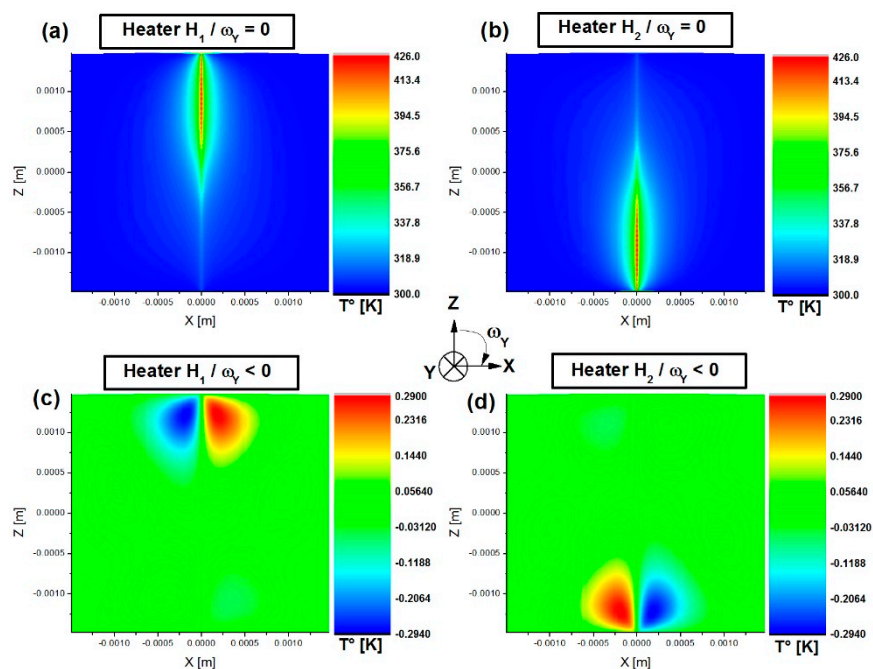 (a) Heater H₁ / ω_Y = 0
(b) Heater H₂ / ω_Y = 0
0.0010
0.0005
0.0000
-0.0005
-0.0010
Z [m]
-0.0010 -0.0005 0.0000 0.0005 0.0010
X [m]
426.0
413.4
394.5
375.6
356.7
337.8
318.9
300.0
T° [K]
0.0010
0.0005
0.0000
-0.0005
-0.0010
Z [m]
-0.0010 -0.0005 0.0000 0.0005 0.0010
X [m]
426.0
413.4
394.5
375.6
356.7
337.8
318.9
300.0
T° [K]
Z
ω_Y
Y X
Heater H₁ / ω_Y < 0
Heater H₂ / ω_Y < 0
(c)
0.0010
0.0005
0.0000
-0.0005
-0.0010
Z [m]
-0.0010 -0.0005 0.0000 0.0005 0.0010
X [m]
0.2900
0.2316
0.1440
0.05640
-0.03120
-0.1188
-0.2064
-0.2940
T° [K]
(d)
0.0010
0.0005
0.0000
-0.0005
-0.0010
Z [m]
-0.0010 -0.0005 0.0000 0.0005 0.0010
X [m]
0.2900
0.2316
0.1440
0.05640
-0.03120
-0.1188
-0.2064
-0.2940
T° [K]